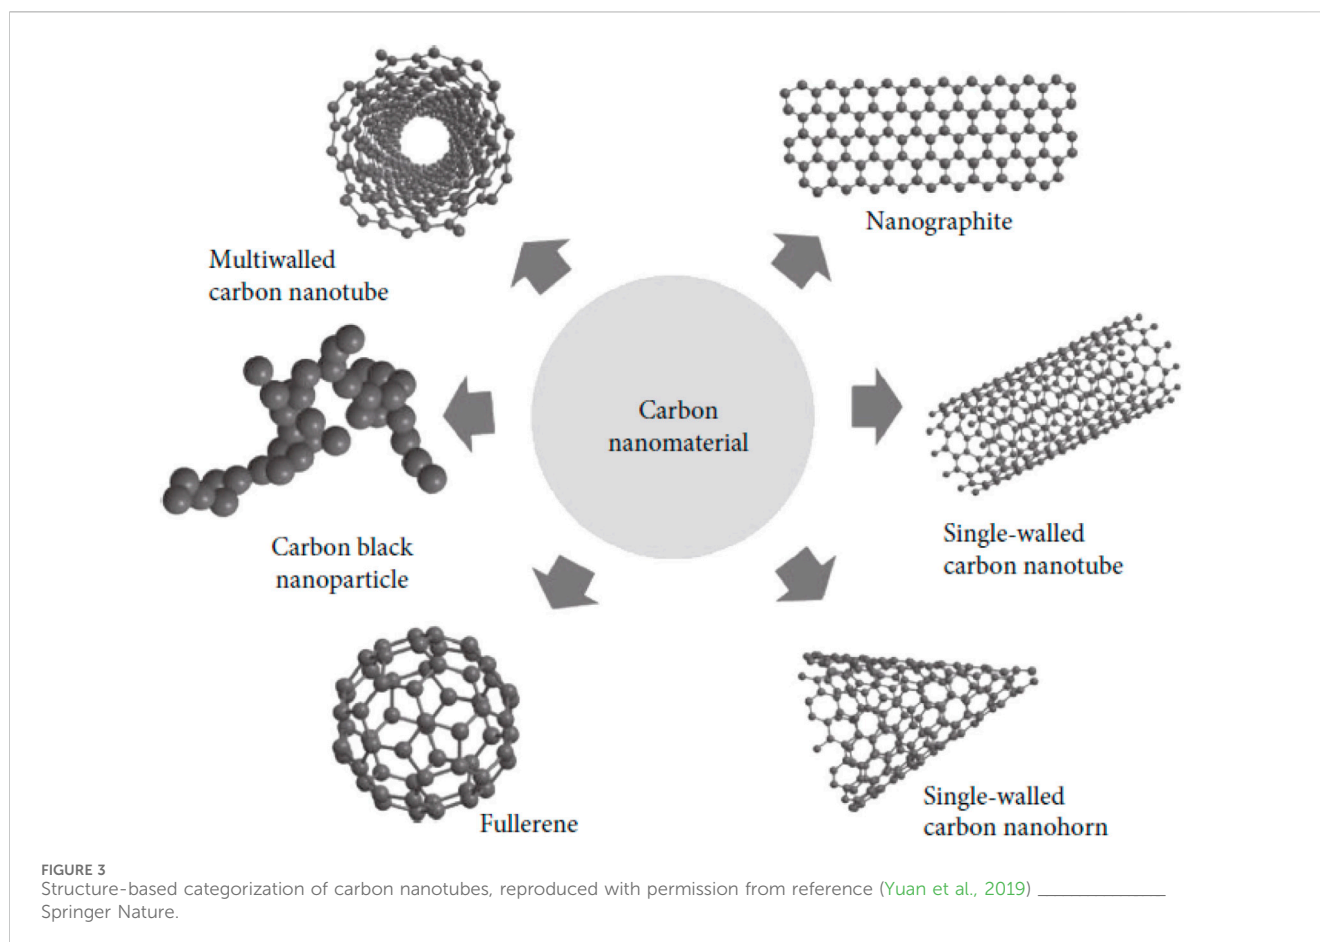 Multiwalled
carbon nanotube
Nanographite
Carbon
nanomaterial
Carbon black
nanoparticle
Single-walled
carbon nanotube
Fullerene
Single-walled
carbon nanohorn
FIGURE 3
Structure-based categorization of carbon nanotubes, reproduced with permission from reference (Yuan et al., 2019) ______________
Springer Nature.